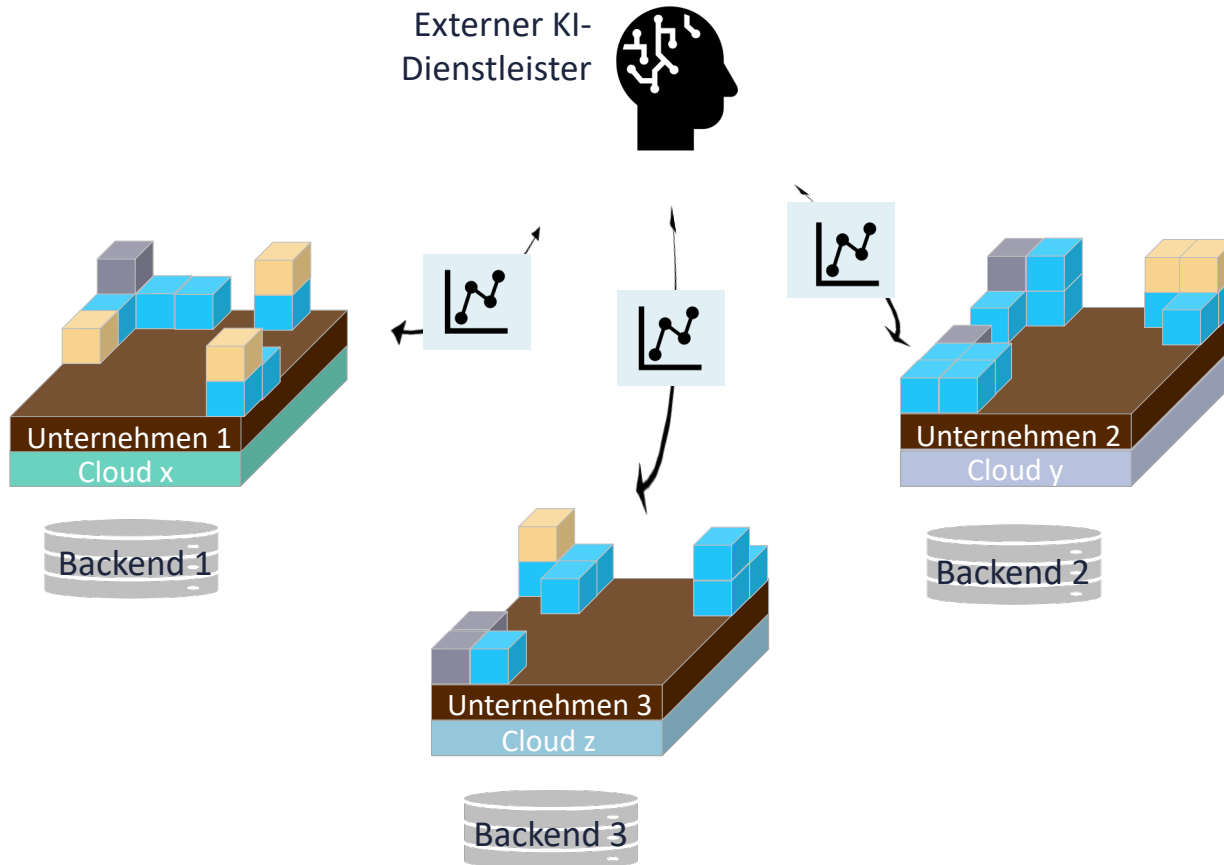 Externer KI-
Dienstleister
Unternehmen 1
Cloud x
Backend 1
Unternehmen 2
Cloud y
Backend 2
Unternehmen 3
Cloud z
Backend 3